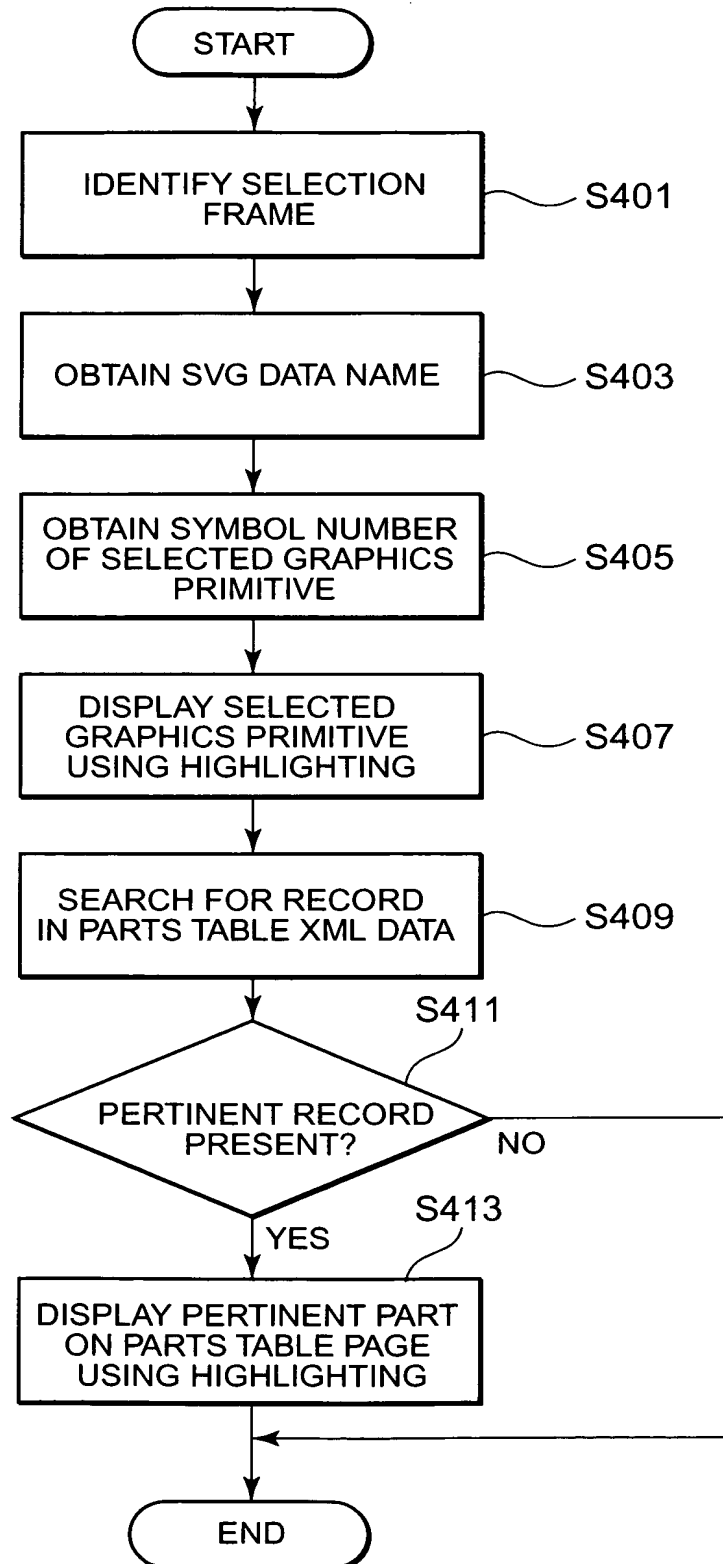 START
IDENTIFY SELECTION
FRAME
S401
OBTAIN SVG DATA NAME
S403
OBTAIN SYMBOL NUMBER
OF SELECTED GRAPHICS
PRIMITIVE
S405
DISPLAY SELECTED
GRAPHICS PRIMITIVE
USING HIGHLIGHTING
S407
SEARCH FOR RECORD
IN PARTS TABLE XML DATA
S409
S411
PERTINENT RECORD
PRESENT?
NO
YES
S413
DISPLAY PERTINENT PART
ON PARTS TABLE PAGE
USING HIGHLIGHTING
END